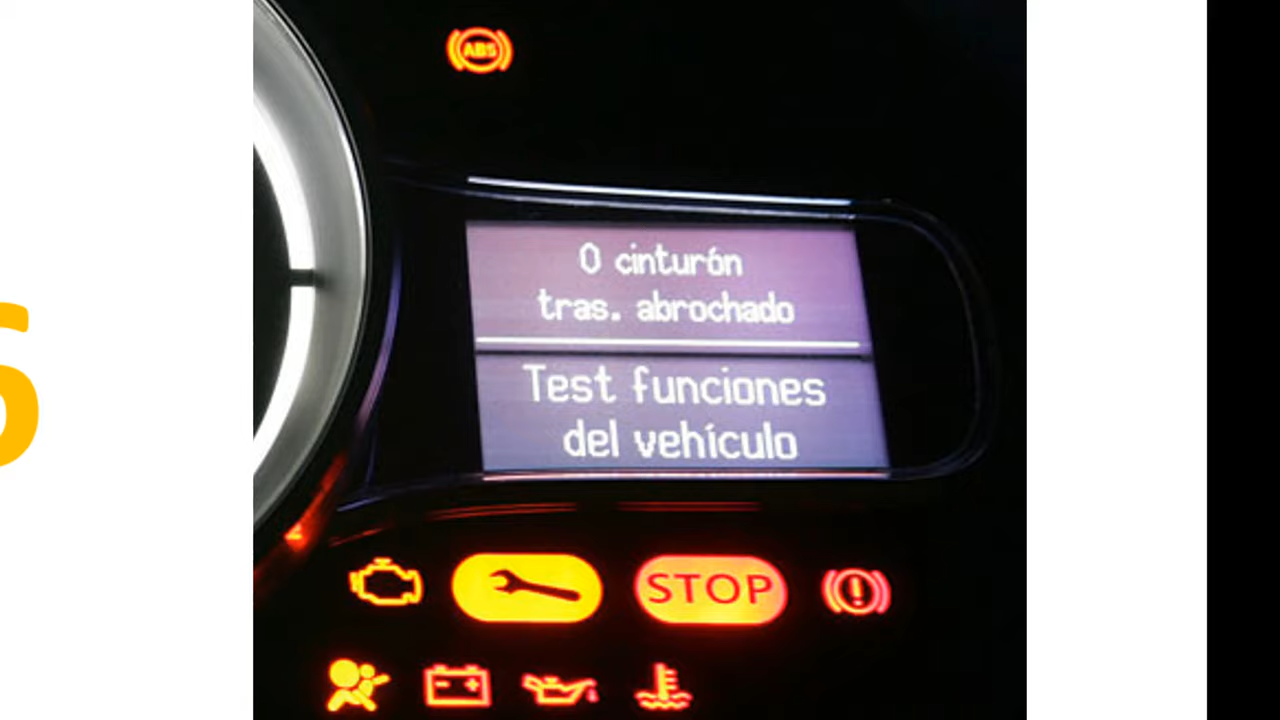 ABS
0 cinturón
tras. abrochado
Test funciones
del vehículo
STOP